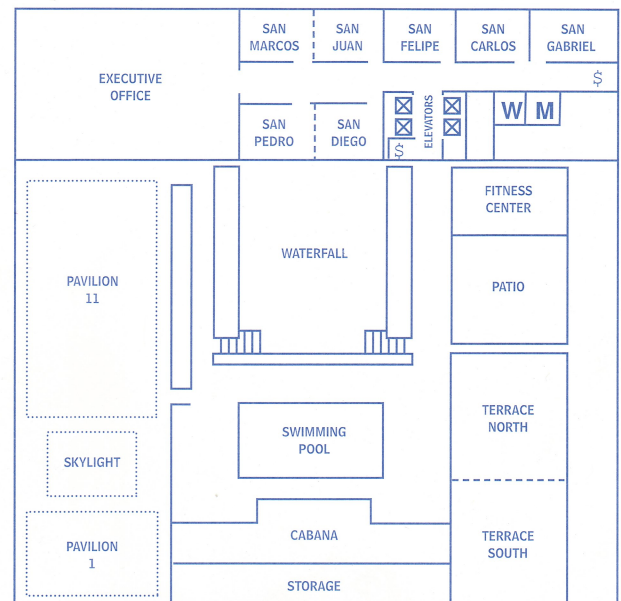 SAN
MARCOS
SAN
JUAN
SAN
FELIPE
SAN
CARLOS
SAN
GABRIEL
EXECUTIVE
OFFICE
S
SAN
PEDRO
SAN
DIEGO
ELEVATORS
S
W M
FITNESS
CENTER
WATERFALL
PAVILION
11
PATIO
TERRACE
NORTH
SWIMMING
POOL
SKYLIGHT
CABANA
TERRACE
SOUTH
PAVILION
1
STORAGE